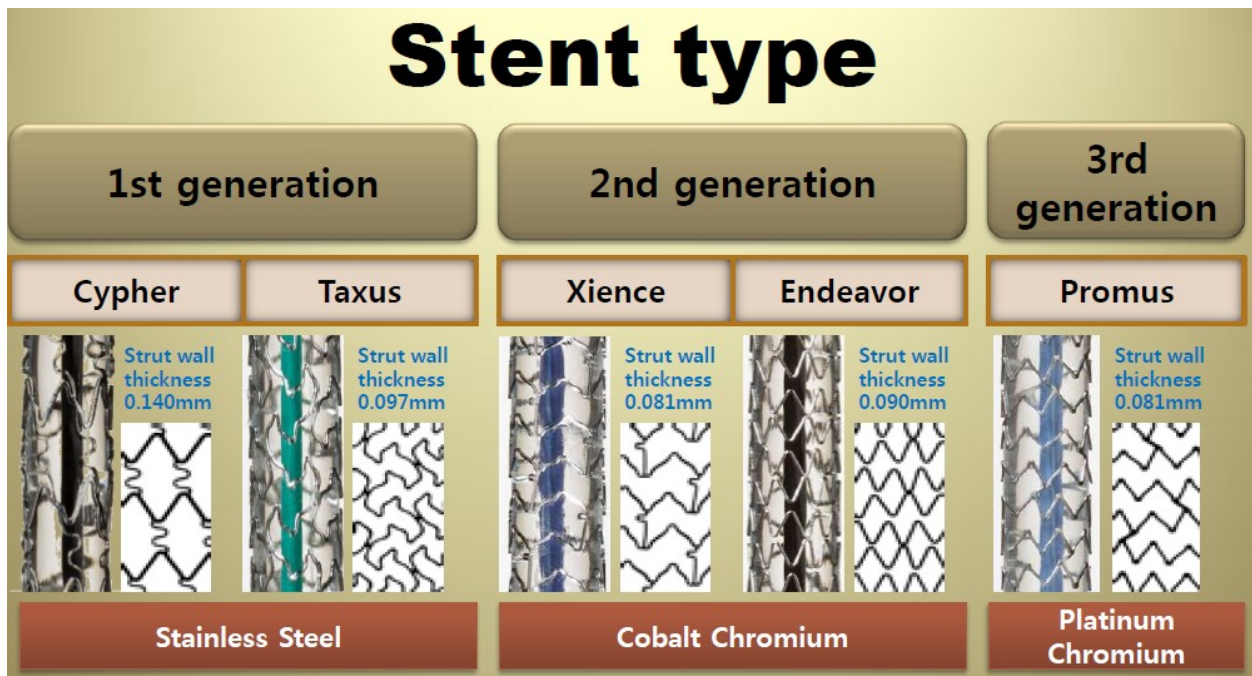 Stent type
1st generation
2nd generation
3rd
generation
Cypher
Taxus
Xience
Endeavor
Promus
Strut wall
thickness
0.140mm
Strut wall
thickness
0.097mm
Strut wall
thickness
0.081mm
Strut wall
thickness
0.090mm
Strut wall
thickness
0.081mm
Stainless Steel
Cobalt Chromium
Platinum
Chromium